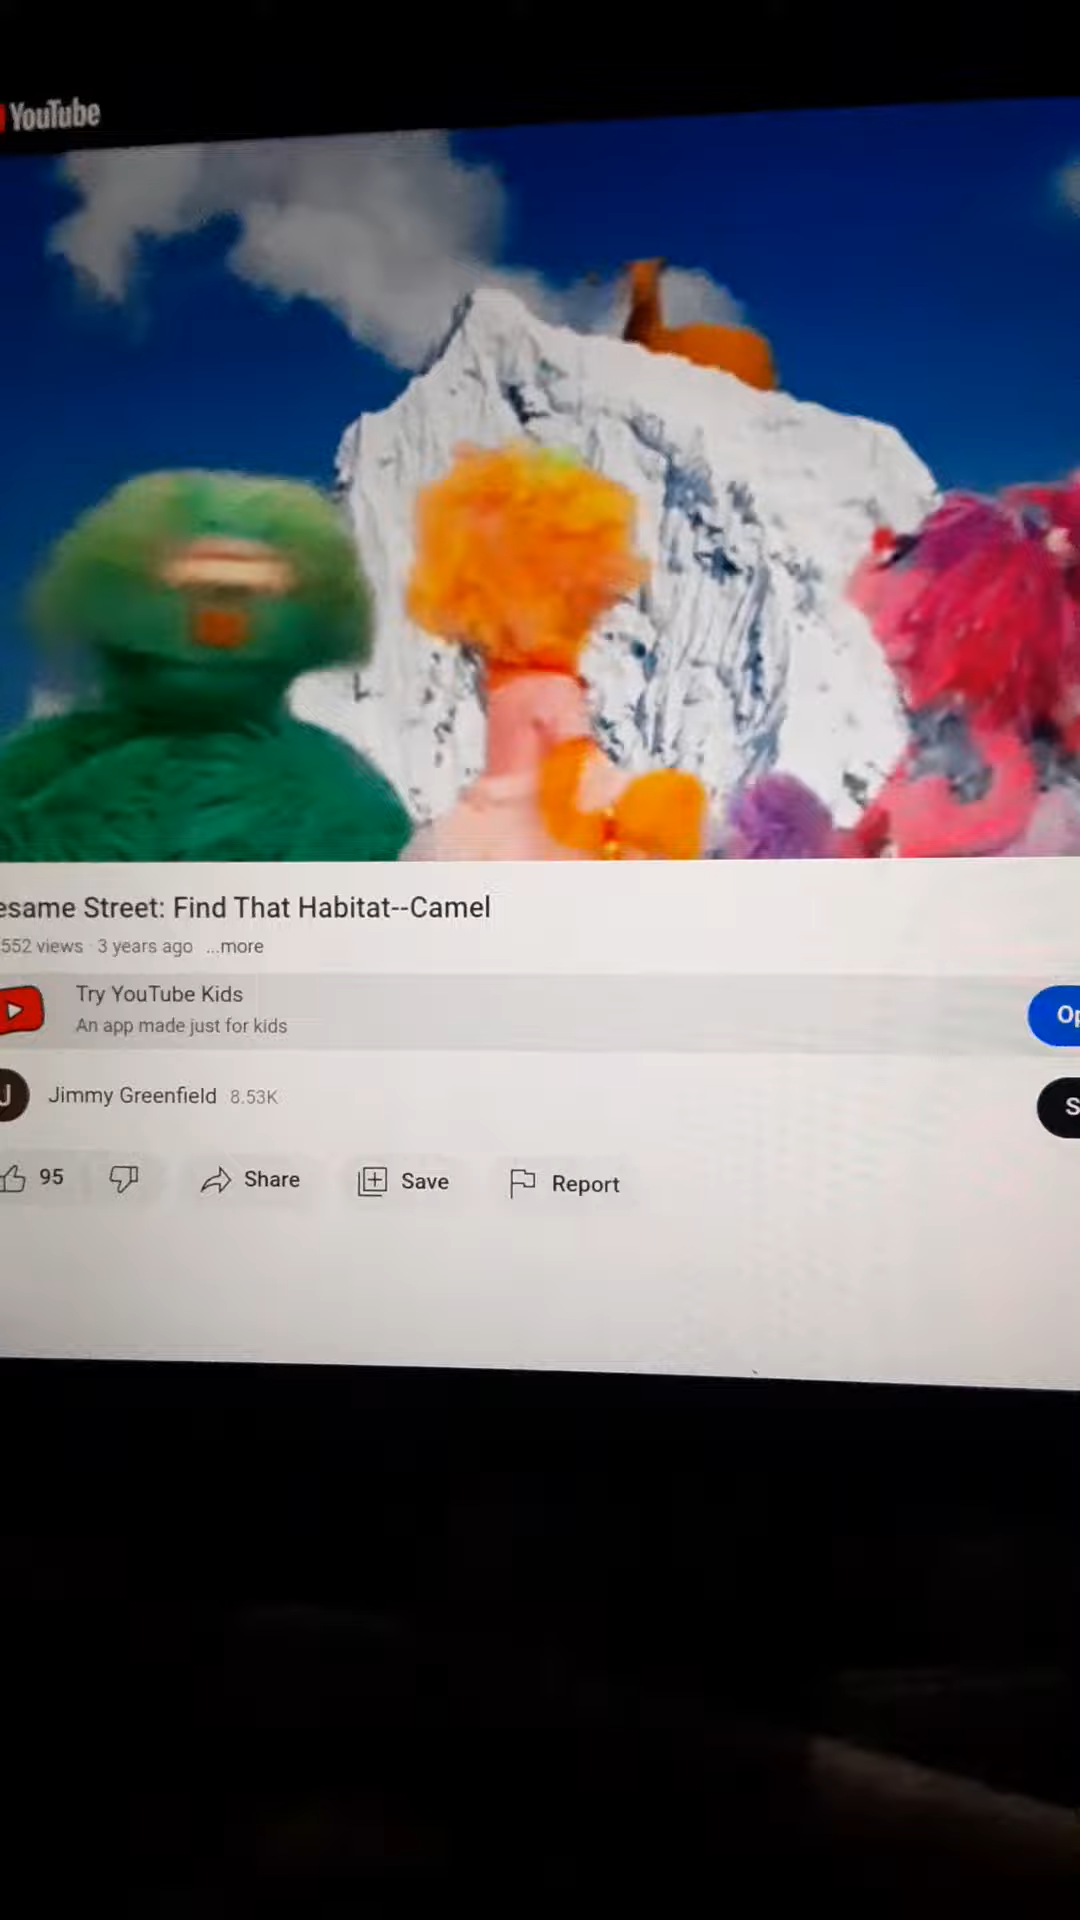 YouTube
esame Street: Find That Habitat--Camel
552 views · 3 years ago ...more
Try YouTube Kids
An app made just for kids
Op
J
Jimmy Greenfield 8.53K
S
95
Share
Save
Report